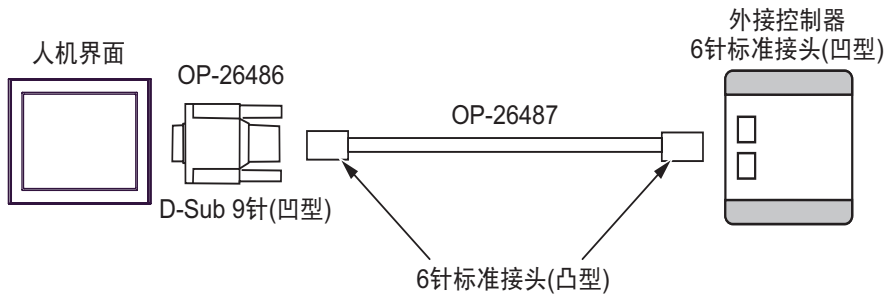 外接控制器
6针标准接头(凹型)
人机界面
OP-26486
OP-26487
D-Sub 9针(凹型)
6针标准接头(凸型)